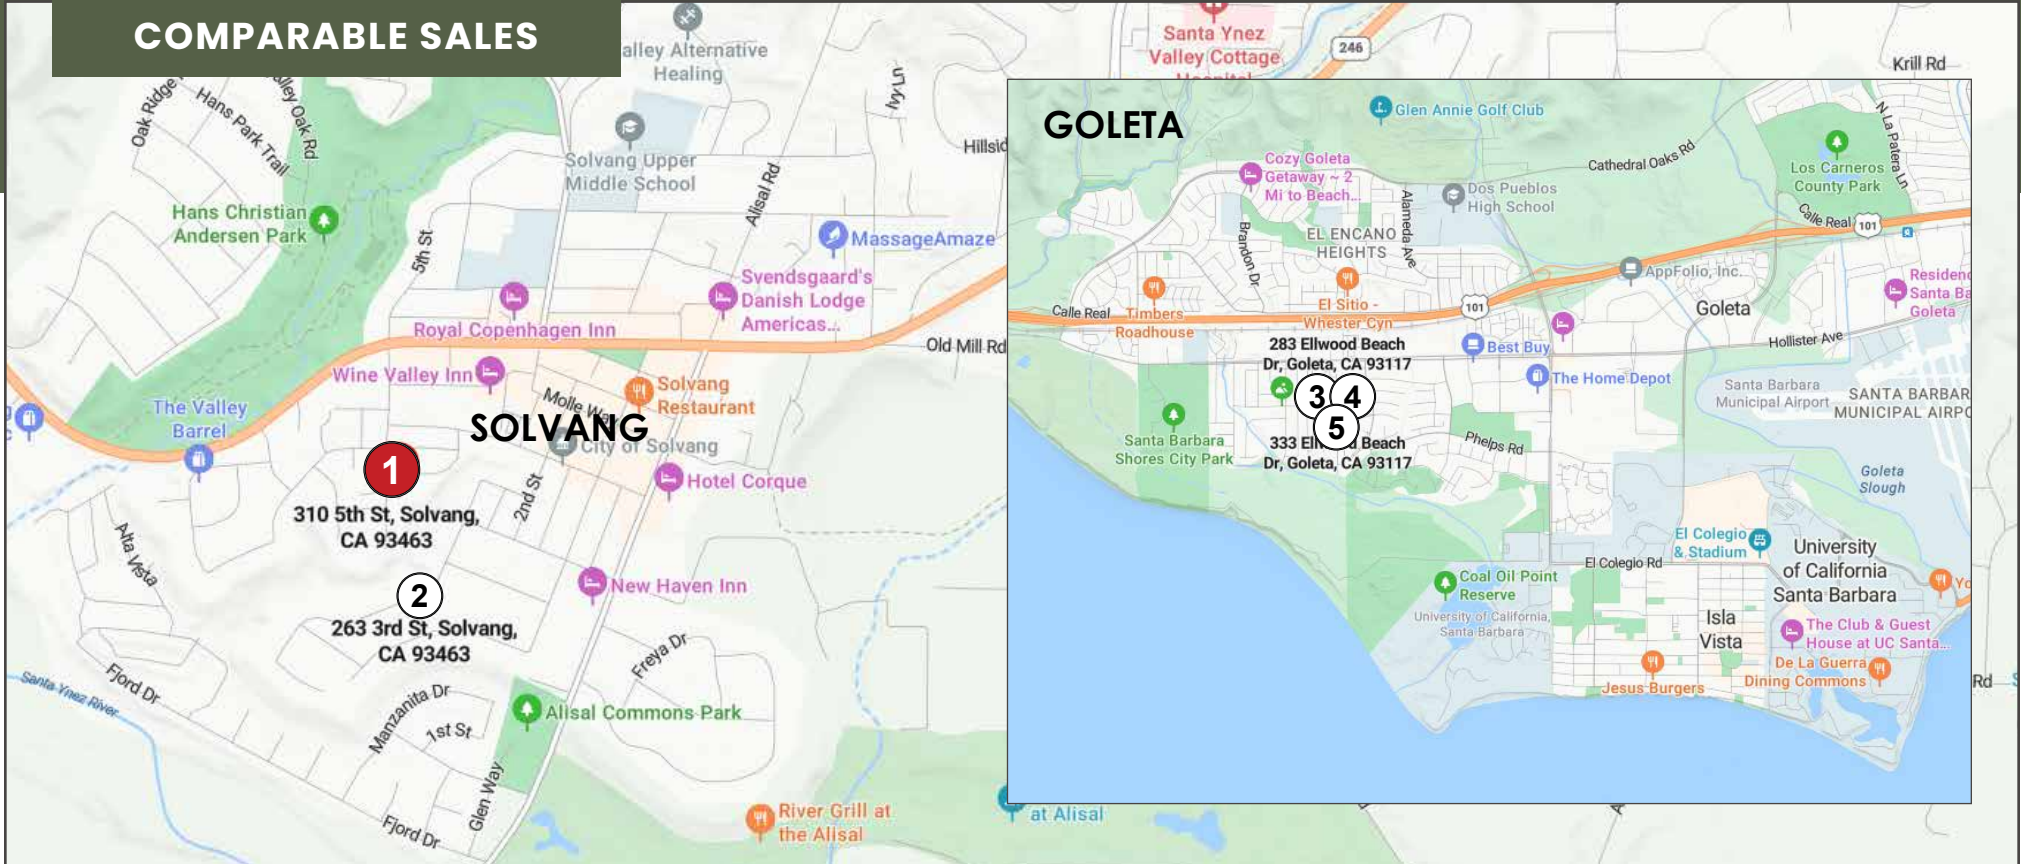 COMPARABLE SALES
alley Alternative
Healing
Santa Ynez
Valley Cottage
Hospital
246
Krill Rd
Oak Ridge
Hans Park Trail
alley Oak Rd
Ivy Ln
Solvang Upper
Middle School
Alisal Rd
Hillsid
Hans Christian
Andersen Park
5th St
MassageAmaze
Svendsgaard's
Danish Lodge
Americas...
Royal Copenhagen Inn
Old Mill Rd
Wine Valley Inn
Solvang
Restaurant
Molle Way
The Valley
Barrel
SOLVANG
City of Solvang
1
310 5th St, Solvang,
CA 93463
2nd St
Hotel Corque
Alta Vista
2
263 3rd St, Solvang,
CA 93463
New Haven Inn
Freya Dr
Fjord Dr
Santa Ynez River
Manzanita Dr
1st St
Alisal Commons Park
Glen Way
Fjord Dr
River Grill at
the Alisal
at Alisal
Rd
GOLETA
Glen Annie Golf Club
Cozy Goleta
Getaway ~ 2
Mi to Beach...
Cathedral Oaks Rd
N La Patera Ln
Los Carneros
County Park
Dos Pueblos
High School
Alameda Ave
Brandon Dr
EL ENCANO
HEIGHTS
Calle Real
101
AppFolio, Inc.
Residenc
Santa Ba
Goleta
Calle Real
Timbers
Roadhouse
El Sitio -
Whester Cyn
101
Goleta
Hollister Ave
283 Ellwood Beach
Dr, Goleta, CA 93117
Best Buy
The Home Depot
3
4
5
Santa Barbara
Municipal Airport
SANTA BARBAR
MUNICIPAL AIRPO
Santa Barbara
Shores City Park
333 Ellwood Beach
Dr, Goleta, CA 93117
Phelps Rd
Goleta
Slough
El Colegio
& Stadium
El Colegio Rd
University
of California
Santa Barbara
Coal Oil Point
Reserve
University of California,
Santa Barbara
Isla
Vista
Yo
The Club & Guest
House at UC Santa...
De La Guerra
Dining Commons
Jesus Burgers